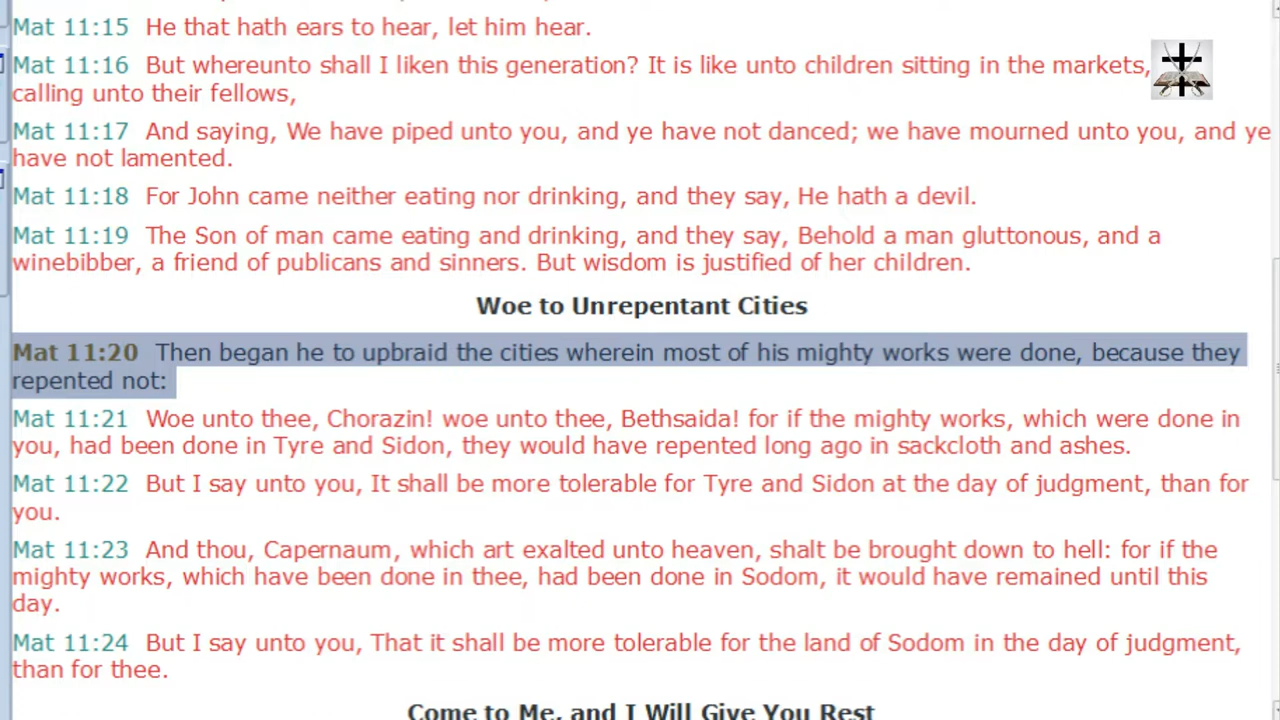 Mat 11:15 He that hath ears to hear, let him hear.
Mat 11:16 But whereunto shall I liken this generation? It is like unto children sitting in the markets,
calling unto their fellows,
Mat 11:17 And saying, We have piped unto you, and ye have not danced; we have mourned unto you, and ye
have not lamented.
Mat 11:18 For John came neither eating nor drinking, and they say, He hath a devil.
Mat 11:19 The Son of man came eating and drinking, and they say, Behold a man gluttonous, and a
winebibber, a friend of publicans and sinners. But wisdom is justified of her children.
Woe to Unrepentant Cities
Mat 11:20 Then began he to upbraid the cities wherein most of his mighty works were done, because they
repented not:
Mat 11:21 Woe unto thee, Chorazin! woe unto thee, Bethsaida! for if the mighty works, which were done in
you, had been done in Tyre and Sidon, they would have repented long ago in sackcloth and ashes.
Mat 11:22 But I say unto you, It shall be more tolerable for Tyre and Sidon at the day of judgment, than for
you.
Mat 11:23 And thou, Capernaum, which art exalted unto heaven, shalt be brought down to hell: for if the
mighty works, which have been done in thee, had been done in Sodom, it would have remained until this
day.
Mat 11:24 But I say unto you, That it shall be more tolerable for the land of Sodom in the day of judgment,
than for thee.
Come to Me, and I Will Give You Rest